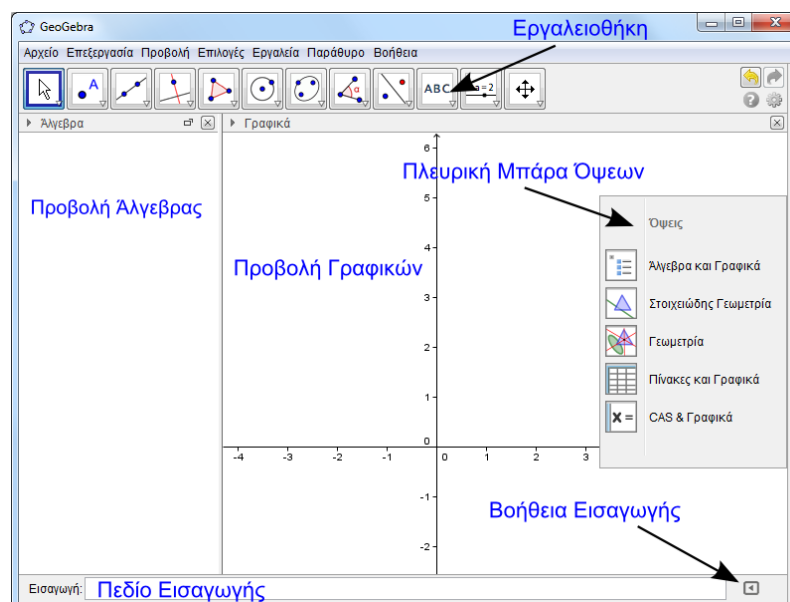 GeoGebra
Εργαλειοθήκη
Αρχείο Επεξεργασία Προβολή Επιλογές Εργαλεία Παράθυρο Βοήθεια
A
α
ABC
a=2
Άλγεβρα
Γραφικά
Πλευρική Μπάρα Όψεων
Προβολή Άλγεβρας
Προβολή Γραφικών
Όψεις
Άλγεβρα και Γραφικά
Στοιχειώδης Γεωμετρία
Γεωμετρία
Πίνακες και Γραφικά
X =
CAS & Γραφικά
6
5
4
3
2
1
0
-4 -3 -2 -1 0 1 2 3
-1
-2
Βοήθεια Εισαγωγής
Εισαγωγή:
Πεδίο Εισαγωγής